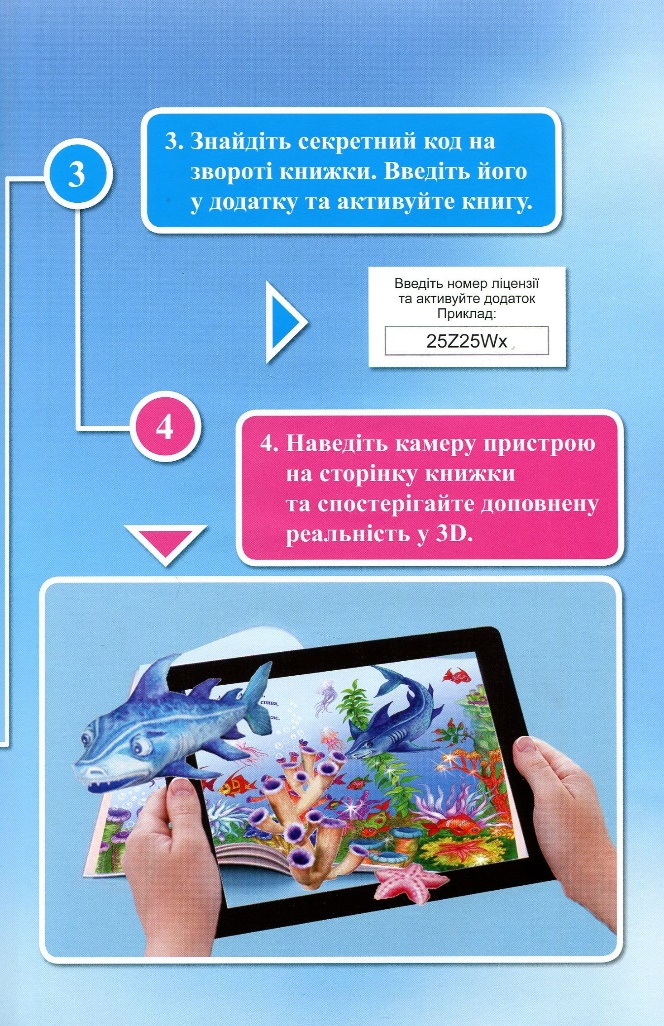 3
3. Знайдіть секретний код на
звороті книжки. Введіть його
у додатку та активуйте книгу.
Введіть номер ліцензії
та активуйте додаток
Приклад:
25Z25Wx
4
4. Наведіть камеру пристрою
на сторінку книжки
та спостерігайте доповнену
реальність у 3D.